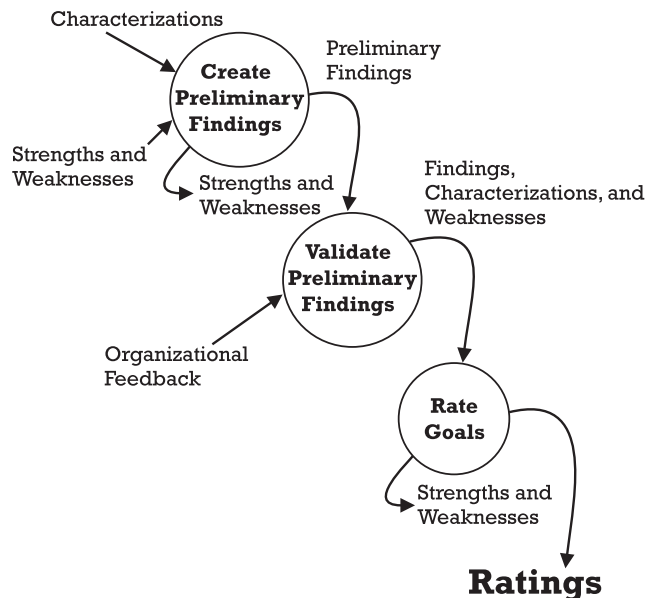 Characterizations
Create
Preliminary
Findings
Preliminary
Findings
Strengths and
Weaknesses
Strengths and
Weaknesses
Findings,
Characterizations, and
Weaknesses
Validate
Preliminary
Findings
Organizational
Feedback
Rate
Goals
Strengths and
Weaknesses
Ratings